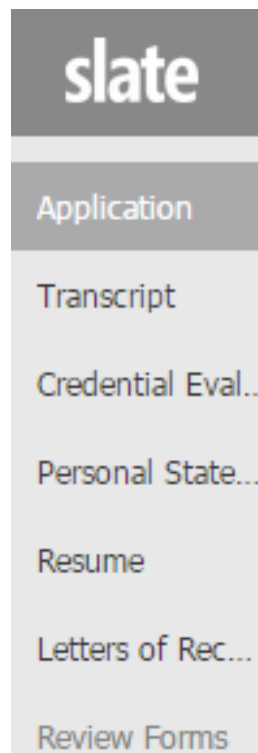 slate
Application
Transcript
Credential Eval...
Personal State...
Resume
Letters of Rec...
Review Forms